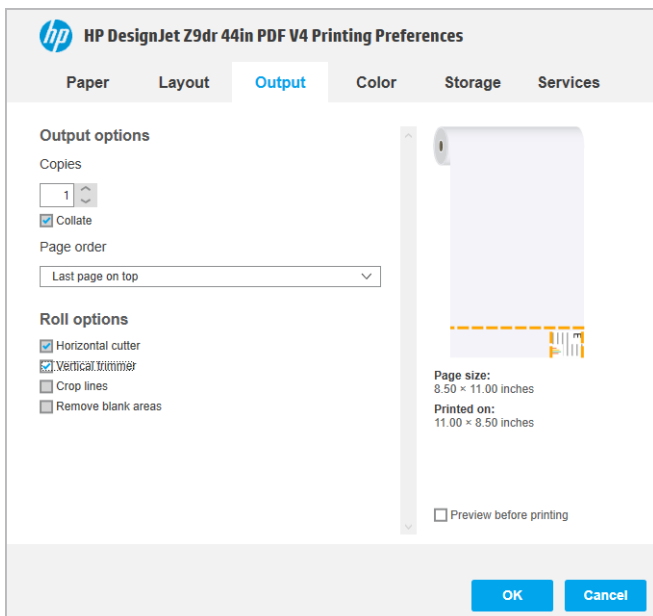 hp HP DesignJet Z9dr 44in PDF V4 Printing Preferences
Paper Layout Output Color Storage Services
Output options
Copies
1
Collate
Page order
Last page on top
Roll options
Horizontal cutter
Vertical trimmer
Crop lines
Remove blank areas
Page size:
8.50 × 11.00 inches
Printed on:
11.00 × 8.50 inches
Preview before printing
OK Cancel